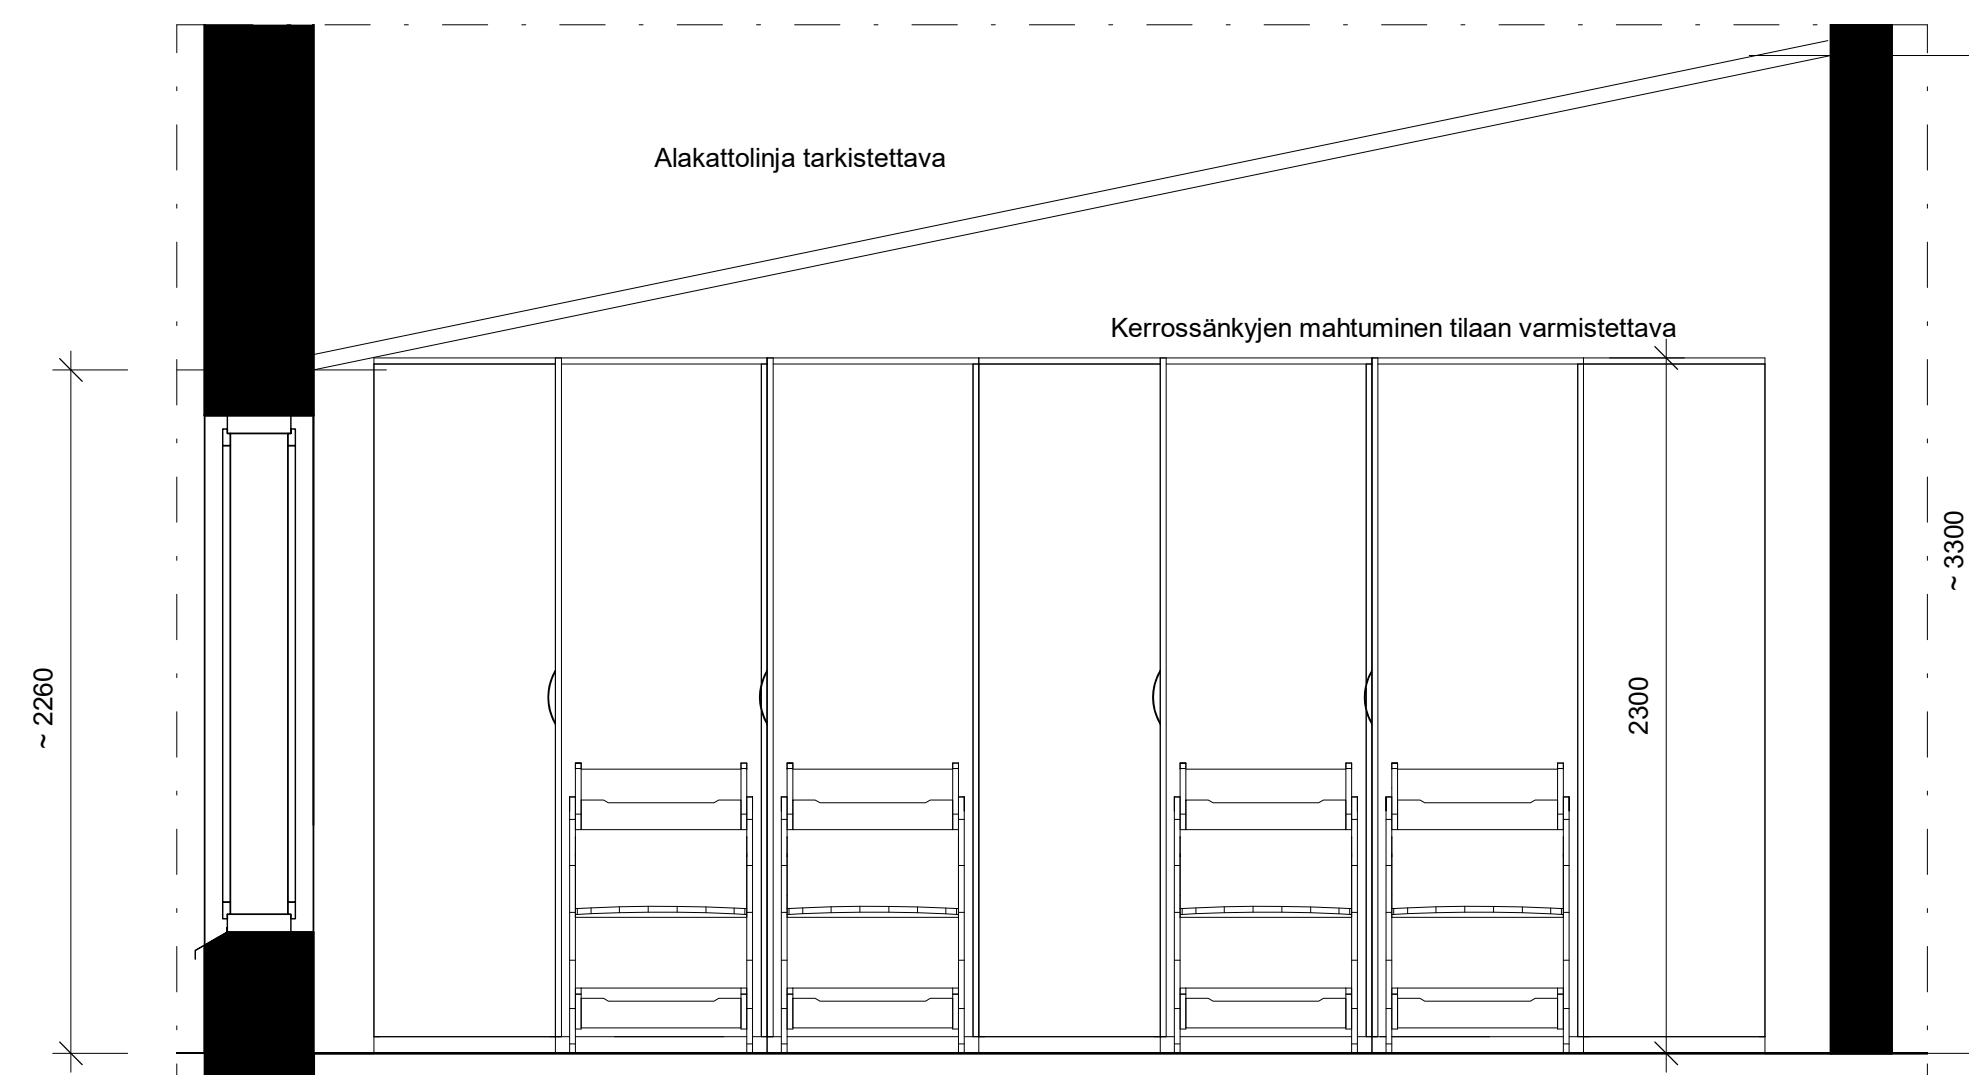 Alakattolinja tarkistettava
Kerrossänkyjen mahtuminen tilaan varmistettava
~ 2260
2300
~ 3300